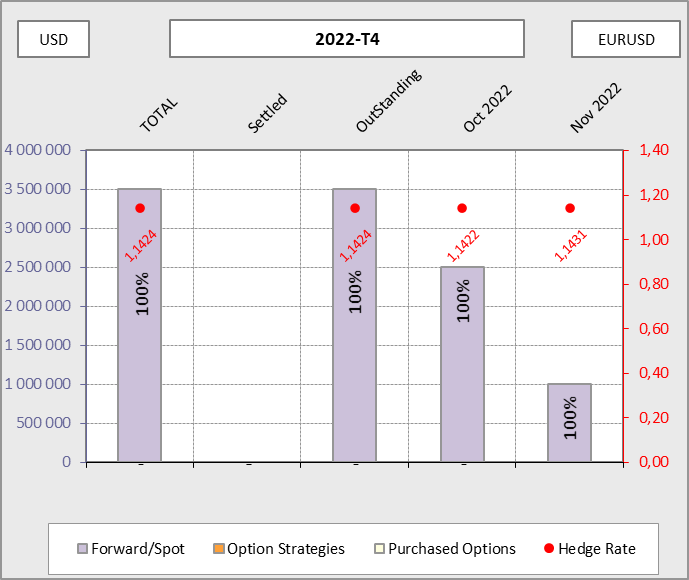 USD
2022-T4
EURUSD
TOTAL
Settled
OutStanding
Oct 2022
Nov 2022
4 000 000
3 500 000
3 000 000
2 500 000
2 000 000
1 500 000
1 000 000
500 000
0
1,40
1,20
1,00
0,80
0,60
0,40
0,20
0,00
1,1424
1,1424
1,1422
1,1431
100%
100%
100%
100%
Forward/Spot
Option Strategies
Purchased Options
Hedge Rate